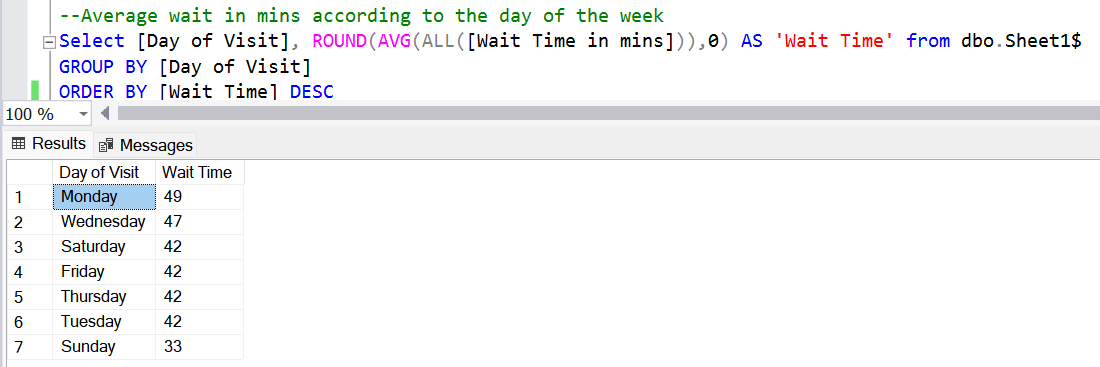 --Average wait in mins according to the day of the week
Select [Day of Visit], ROUND(AVG(ALL([Wait Time in mins])),0) AS 'Wait Time' from dbo.Sheet1$
GROUP BY [Day of Visit]
ORDER BY [Wait Time] DESC
100 %
Results Messages
Day of Visit Wait Time
1 Monday 49
2 Wednesday 47
3 Saturday 42
4 Friday 42
5 Thursday 42
6 Tuesday 42
7 Sunday 33